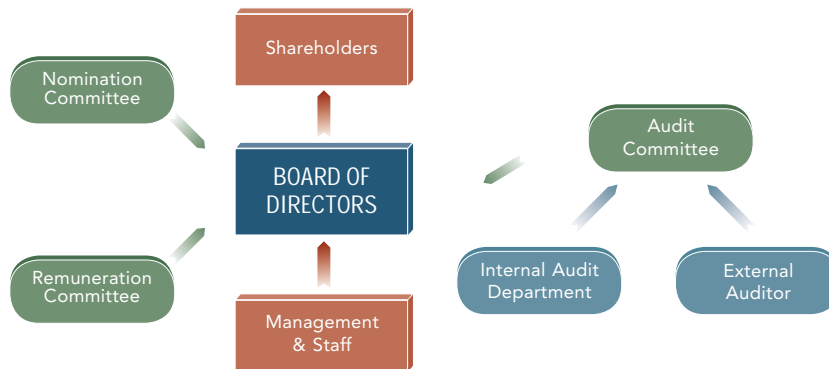 Shareholders
Nomination
Committee
Audit
Committee
BOARD OF
DIRECTORS
Remuneration
Committee
Internal Audit
Department
External
Auditor
Management
& Staff